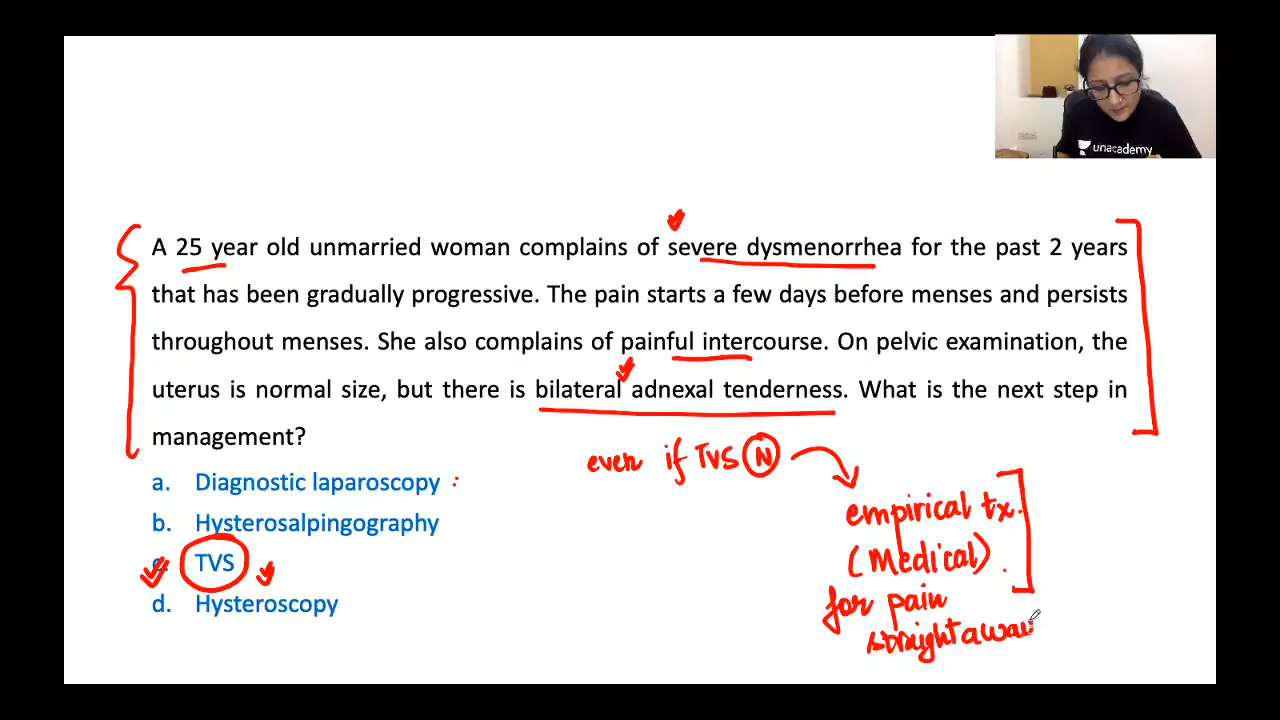 unacademy
A 25 year old unmarried woman complains of severe dysmenorrhea for the past 2 years
that has been gradually progressive. The pain starts a few days before menses and persists
throughout menses. She also complains of painful intercourse. On pelvic examination, the
uterus is normal size, but there is bilateral adnexal tenderness. What is the next step in
management?
even if TVS N
a. Diagnostic laparoscopy
empirical tx.
b. Hysterosalpingography
(Medical)
c. TVS
for pain
d. Hysteroscopy
straightaway